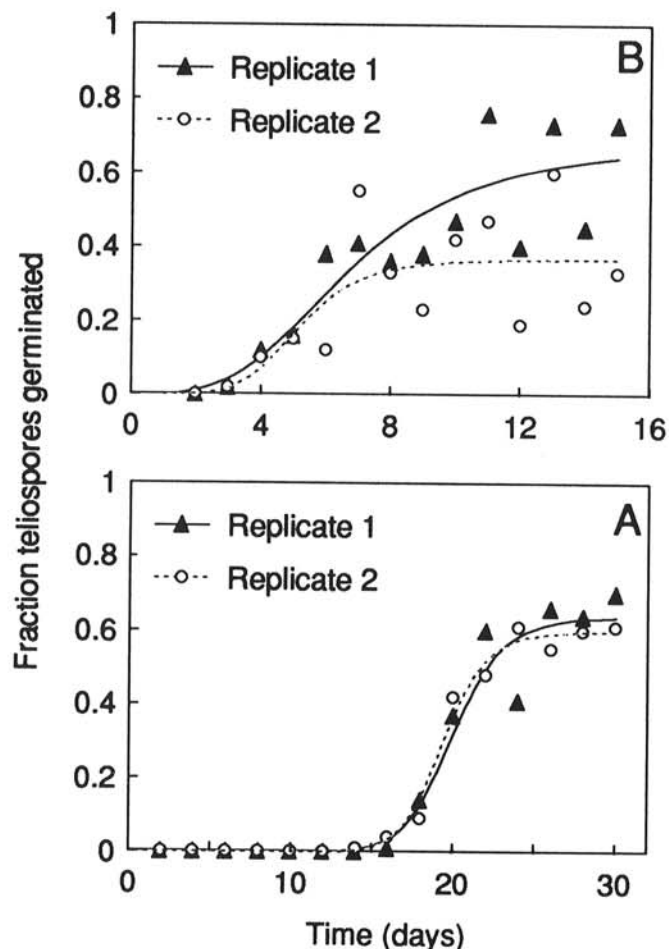 Fraction teliospores germinated
1
0.8
0.6
0.4
0.2
0
B
Replicate 1
Replicate 2
0 4 8 12 16
1
0.8
0.6
0.4
0.2
0
A
Replicate 1
Replicate 2
0 10 20 30
Time (days)